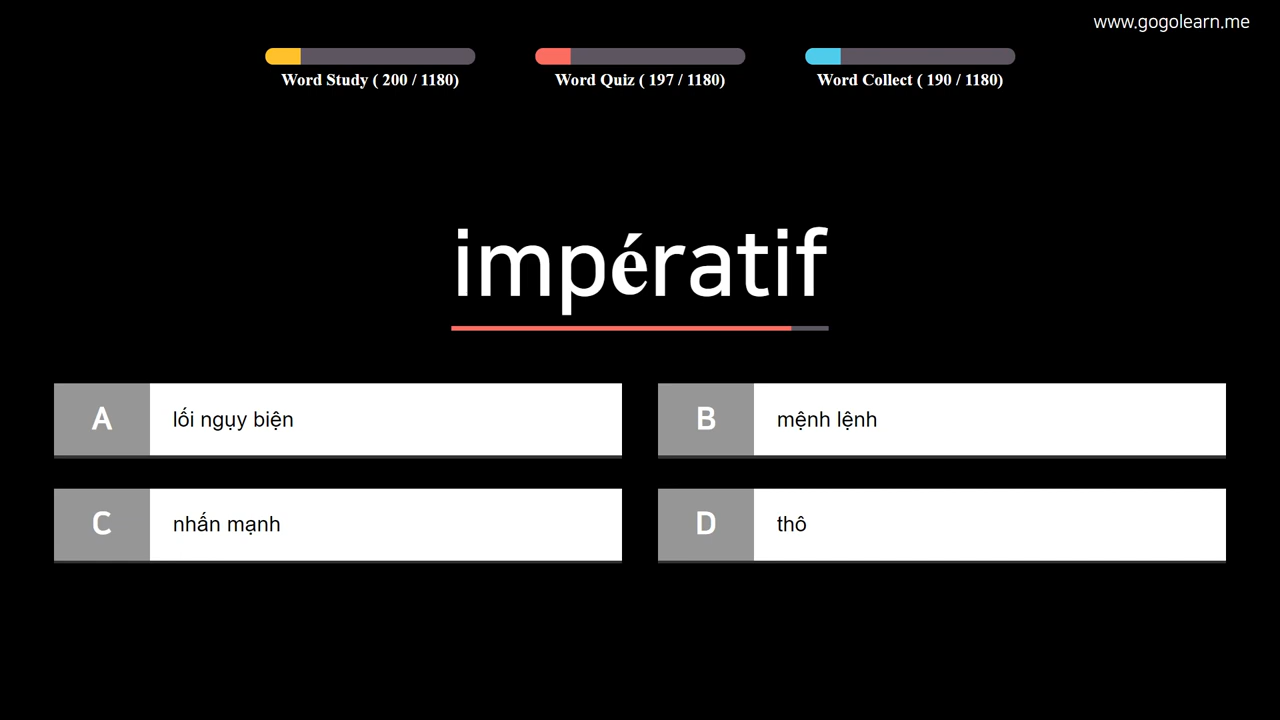 www.gogolearn.me
Word Study ( 200 / 1180)
Word Quiz ( 197 / 1180)
Word Collect ( 190 / 1180)
impératif
A lối ngụy biện
B mệnh lệnh
C nhấn mạnh
D thô